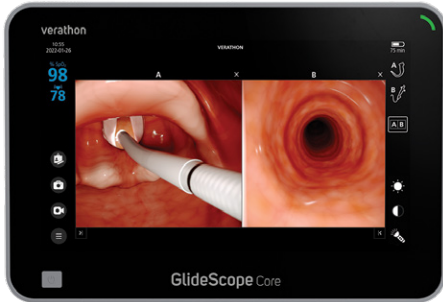 verathon
10:55
2022-01-26
VERATHON
75 min
% SpO₂
98
78
A
X
B
X
A
B
A B
GlideScope Core